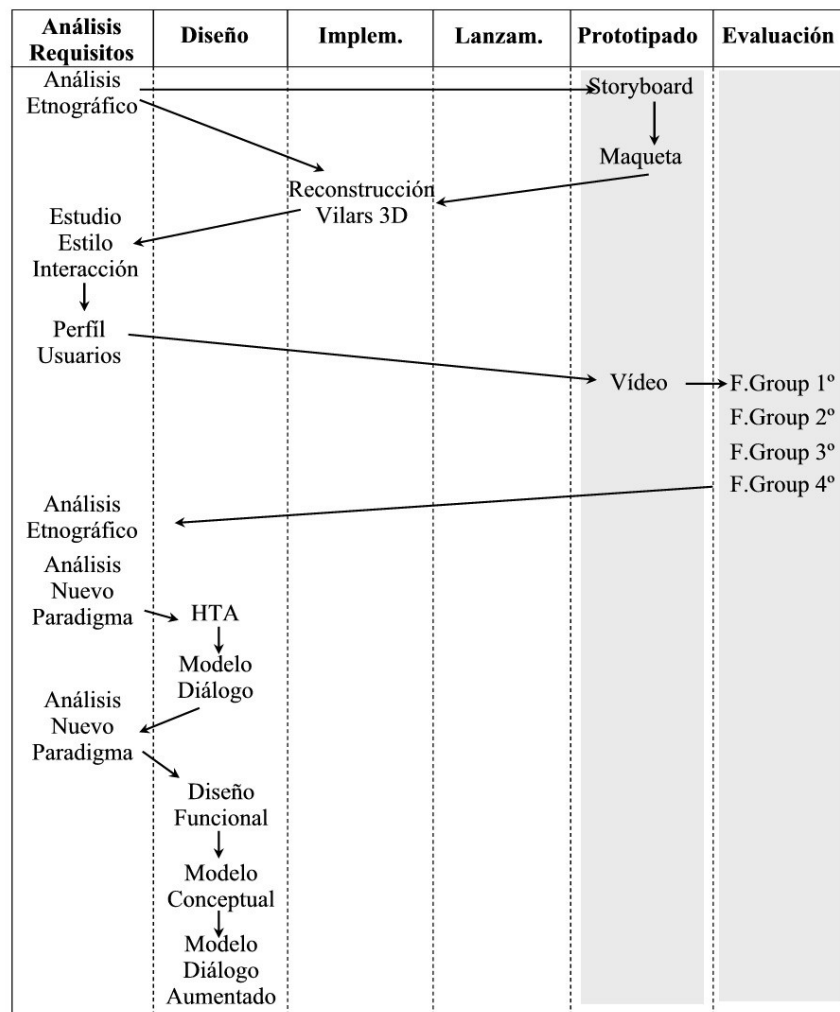 Análisis
Requisitos
Diseño
Implem.
Lanzam.
Prototipado
Evaluación
Análisis
Etnográfico
Storyboard
Maqueta
Reconstrucción
Vilars 3D
Estudio
Estilo
Interacción
Perfíl
Usuarios
Vídeo
F.Group 1º
F.Group 2º
F.Group 3º
F.Group 4º
Análisis
Etnográfico
Análisis
Nuevo
Paradigma
HTA
Modelo
Diálogo
Análisis
Nuevo
Paradigma
Diseño
Funcional
Modelo
Conceptual
Modelo
Diálogo
Aumentado